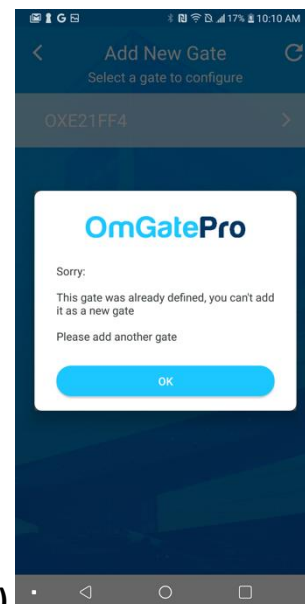 17% 10:10 AM
Add New Gate
Select a gate to configure
OXE21FF4
OmGatePro
Sorry:
This gate was already defined, you can't add
it as a new gate
Please add another gate
OK
)